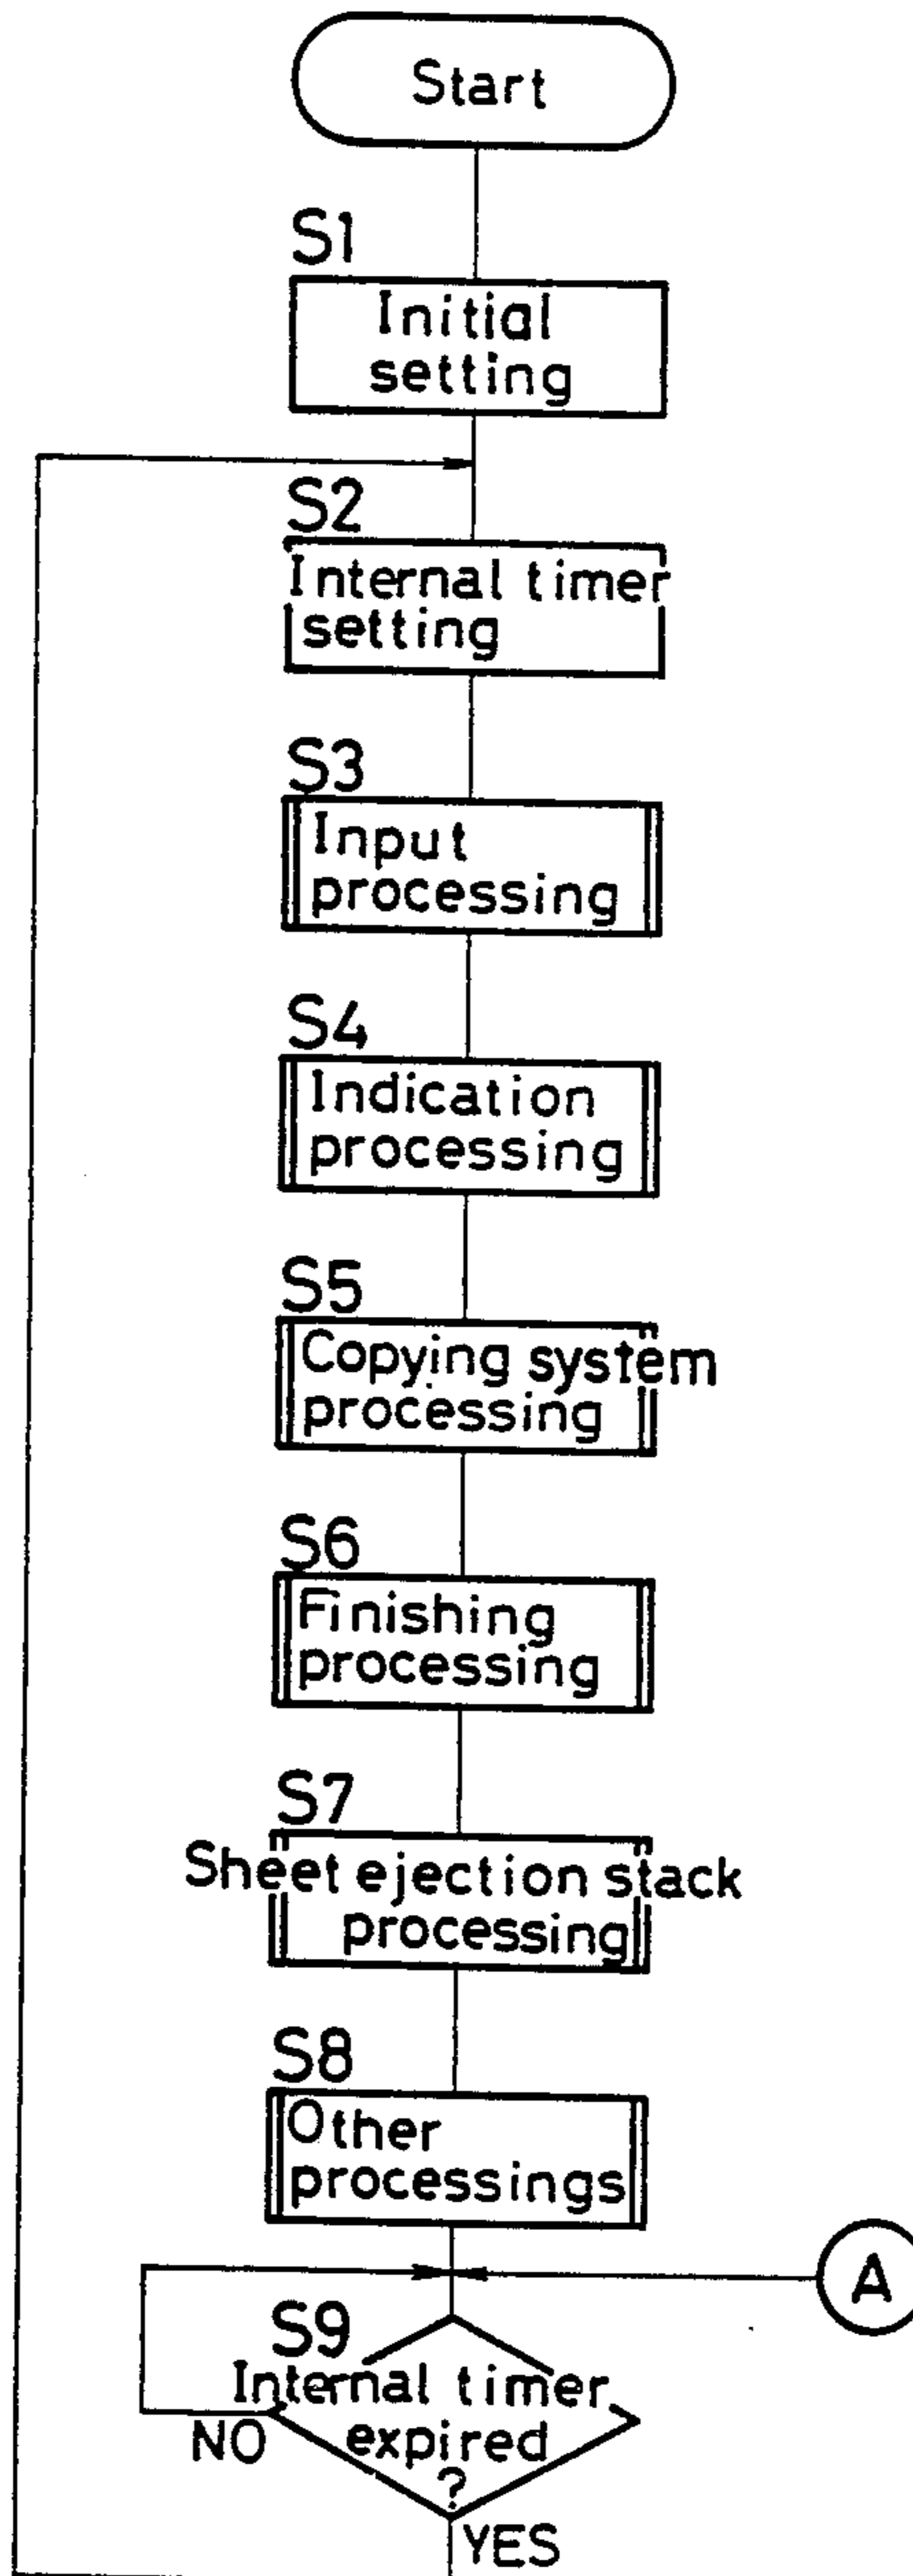 Start
S1
Initial
setting
S2
Internal timer
setting
S3
Input
processing
S4
Indication
processing
S5
Copying system
processing
S6
Finishing
processing
S7
Sheet ejection stack
processing
S8
Other
processings
A
S9
Internal timer
expired
?
NO
YES